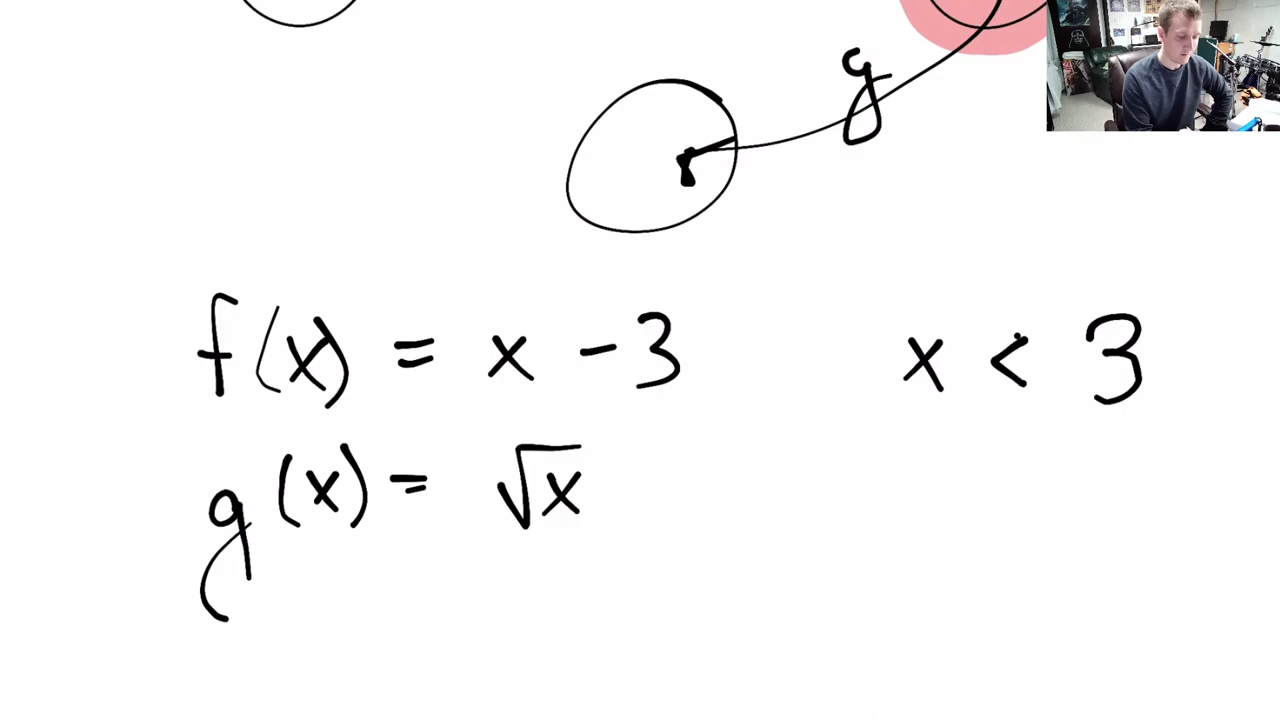 g
f(x) = x - 3
x < 3
g(x) = √x